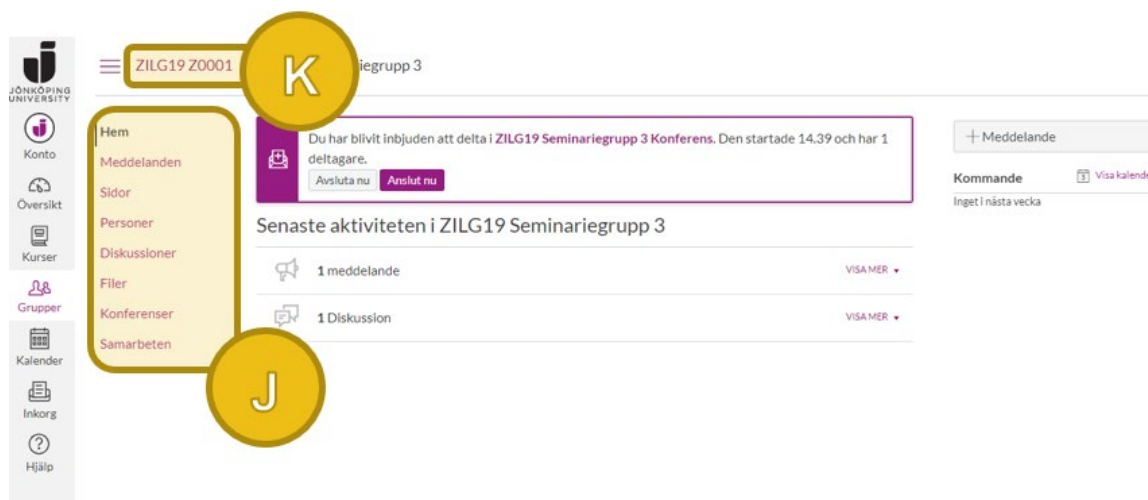 JÖNKÖPING
UNIVERSITY
Konto
Översikt
Kurser
Grupper
Kalender
Inkorg
Hjälp
ZILG19 Z0001
iegrupp 3
K
Hem
Meddelanden
Sidor
Personer
Diskussioner
Filer
Konferenser
Samarbeten
J
Du har blivit inbjuden att delta i ZILG19 Seminariegrupp 3 Konferens. Den startade 14.39 och har 1
deltagare.
Avsluta nu Anslut nu
Senaste aktiviteten i ZILG19 Seminariegrupp 3
1 meddelande VISA MER
1 Diskussion VISA MER
+ Meddelande
Kommande 5 Visa kalende
Inget i nästa vecka